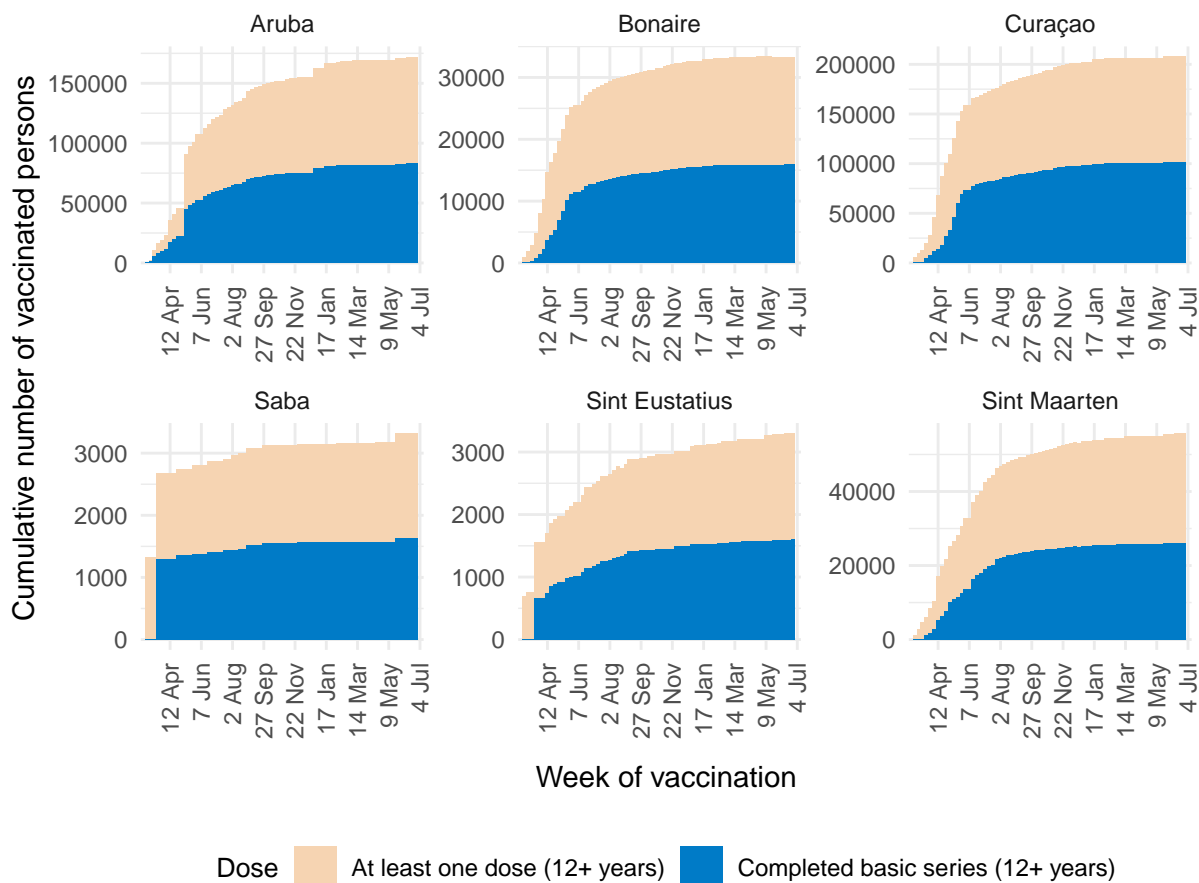 Aruba
Bonaire
Curaçao
Cumulative number of vaccinated persons
150000
100000
50000
0
30000
20000
10000
0
200000
150000
100000
50000
0
12 Apr
7 Jun
2 Aug
27 Sep
22 Nov
17 Jan
14 Mar
9 May
4 Jul
12 Apr
7 Jun
2 Aug
27 Sep
22 Nov
17 Jan
14 Mar
9 May
4 Jul
12 Apr
7 Jun
2 Aug
27 Sep
22 Nov
17 Jan
14 Mar
9 May
4 Jul
Saba
Sint Eustatius
Sint Maarten
3000
2000
1000
0
3000
2000
1000
0
40000
20000
0
12 Apr
7 Jun
2 Aug
27 Sep
22 Nov
17 Jan
14 Mar
9 May
4 Jul
12 Apr
7 Jun
2 Aug
27 Sep
22 Nov
17 Jan
14 Mar
9 May
4 Jul
12 Apr
7 Jun
2 Aug
27 Sep
22 Nov
17 Jan
14 Mar
9 May
4 Jul
Week of vaccination
Dose At least one dose (12+ years) Completed basic series (12+ years)